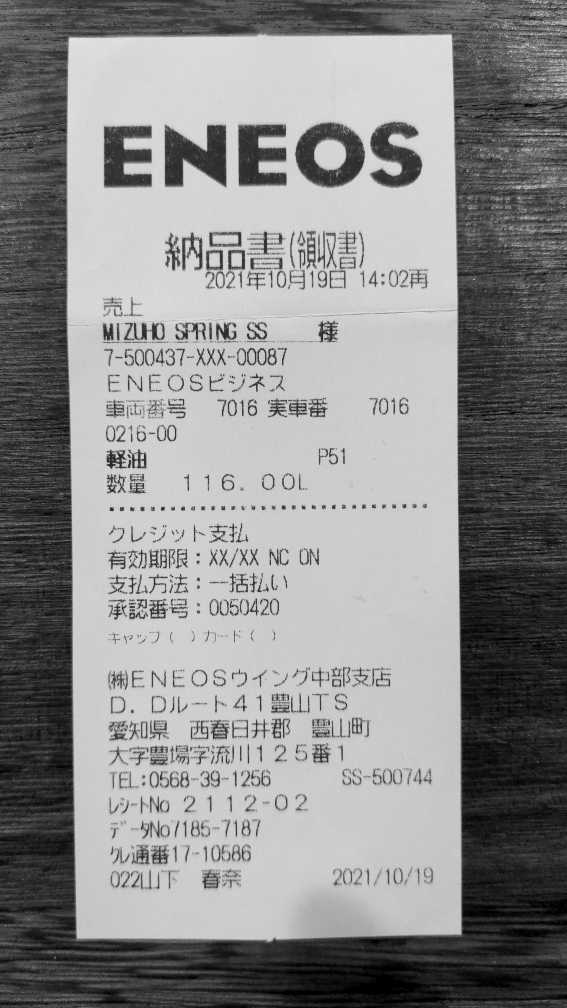 ENEOS
納品書(領収書)
2021年10月19日 14:02再
売上
MIZUHO SPRING SS 様
7-500437-XXX-00087
ENEOSビジネス
車両番号 7016 実車番 7016
0216-00
軽油 P51
数量 116.00L
クレジット支払
有効期限：XX/XX NC ON
支払方法：一括払い
承認番号：0050420
キャップ( ) カード( )
㈱ENEOSウイング中部支店
D.Dルート41豊山TS
愛知県 西春日井郡 豊山町
大字豊場字流川125番1
TEL:0568-39-1256 SS-500744
レシートNo 2112-02
データNo7185-7187
クレ通番17-10586
022山下 春奈 2021/10/19